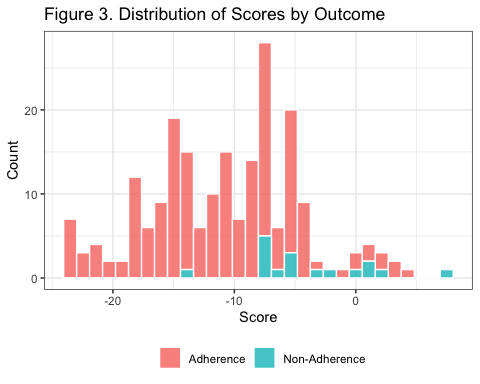 Figure 3. Distribution of Scores by Outcome
Count
20
10
0
-20
-10
0
Score
Adherence
Non-Adherence